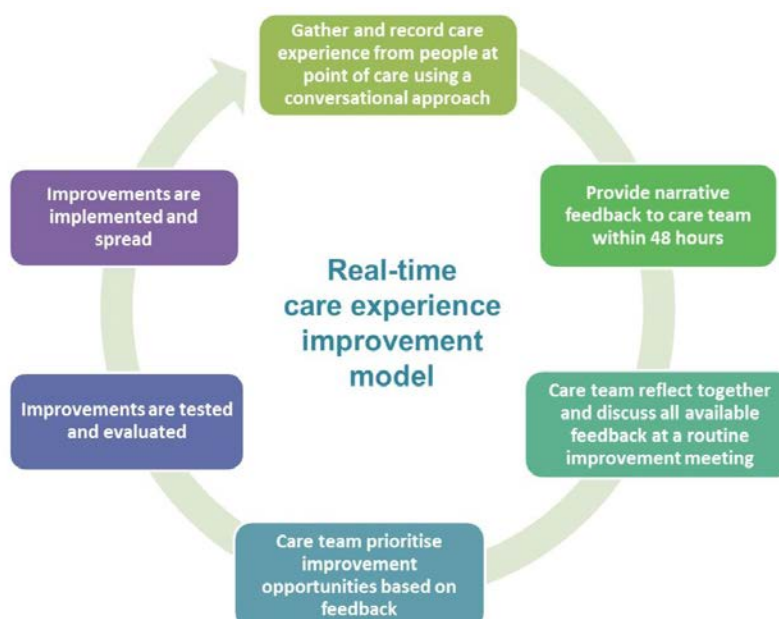 Gather and record care
experience from people at
point of care using a
conversational approach
Provide narrative
feedback to care team
within 48 hours
Care team reflect together
and discuss all available
feedback at a routine
improvement meeting
Care team prioritise
improvement
opportunities based on
feedback
Improvements are tested
and evaluated
Improvements are
implemented and
spread
Real-time
care experience
improvement
model